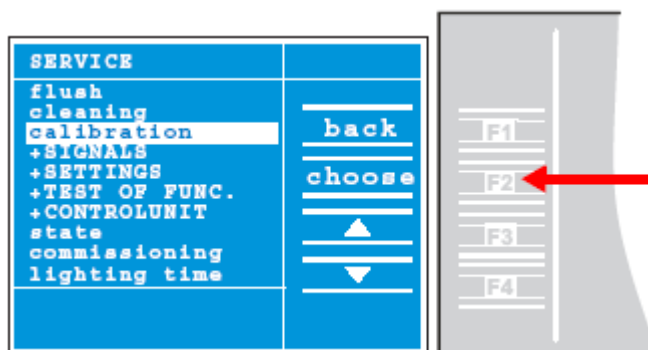 SERVICE
flush
cleaning
calibration
+SIGNALS
+SETTINGS
+TEST OF FUNC.
+CONTROLUNIT
state
commissioning
lighting time
back
choose
F1
F2
F3
F4